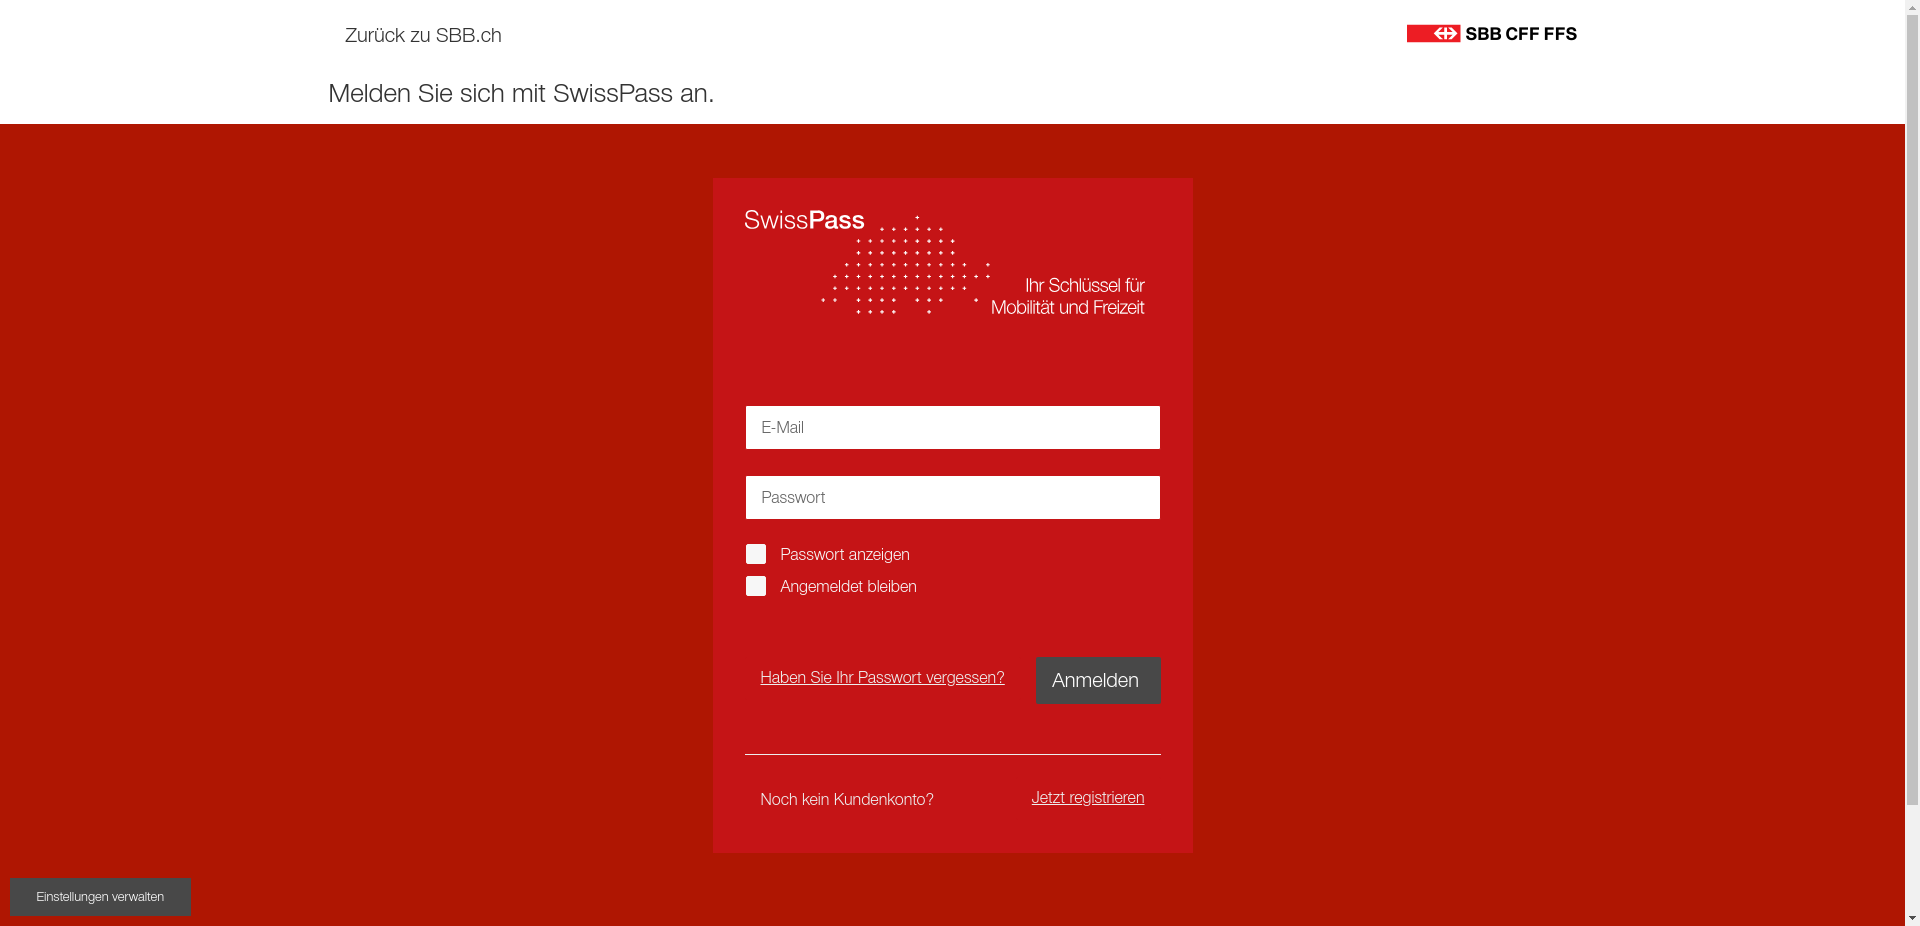 Zurück zu SBB.ch
SBB CFF FFS
Melden Sie sich mit SwissPass an.
SwissPass
Ihr Schlüssel für
Mobilität und Freizeit
E-Mail
Passwort
Passwort anzeigen
Angemeldet bleiben
Haben Sie Ihr Passwort vergessen?
Anmelden
Noch kein Kundenkonto?
Jetzt registrieren
Einstellungen verwalten